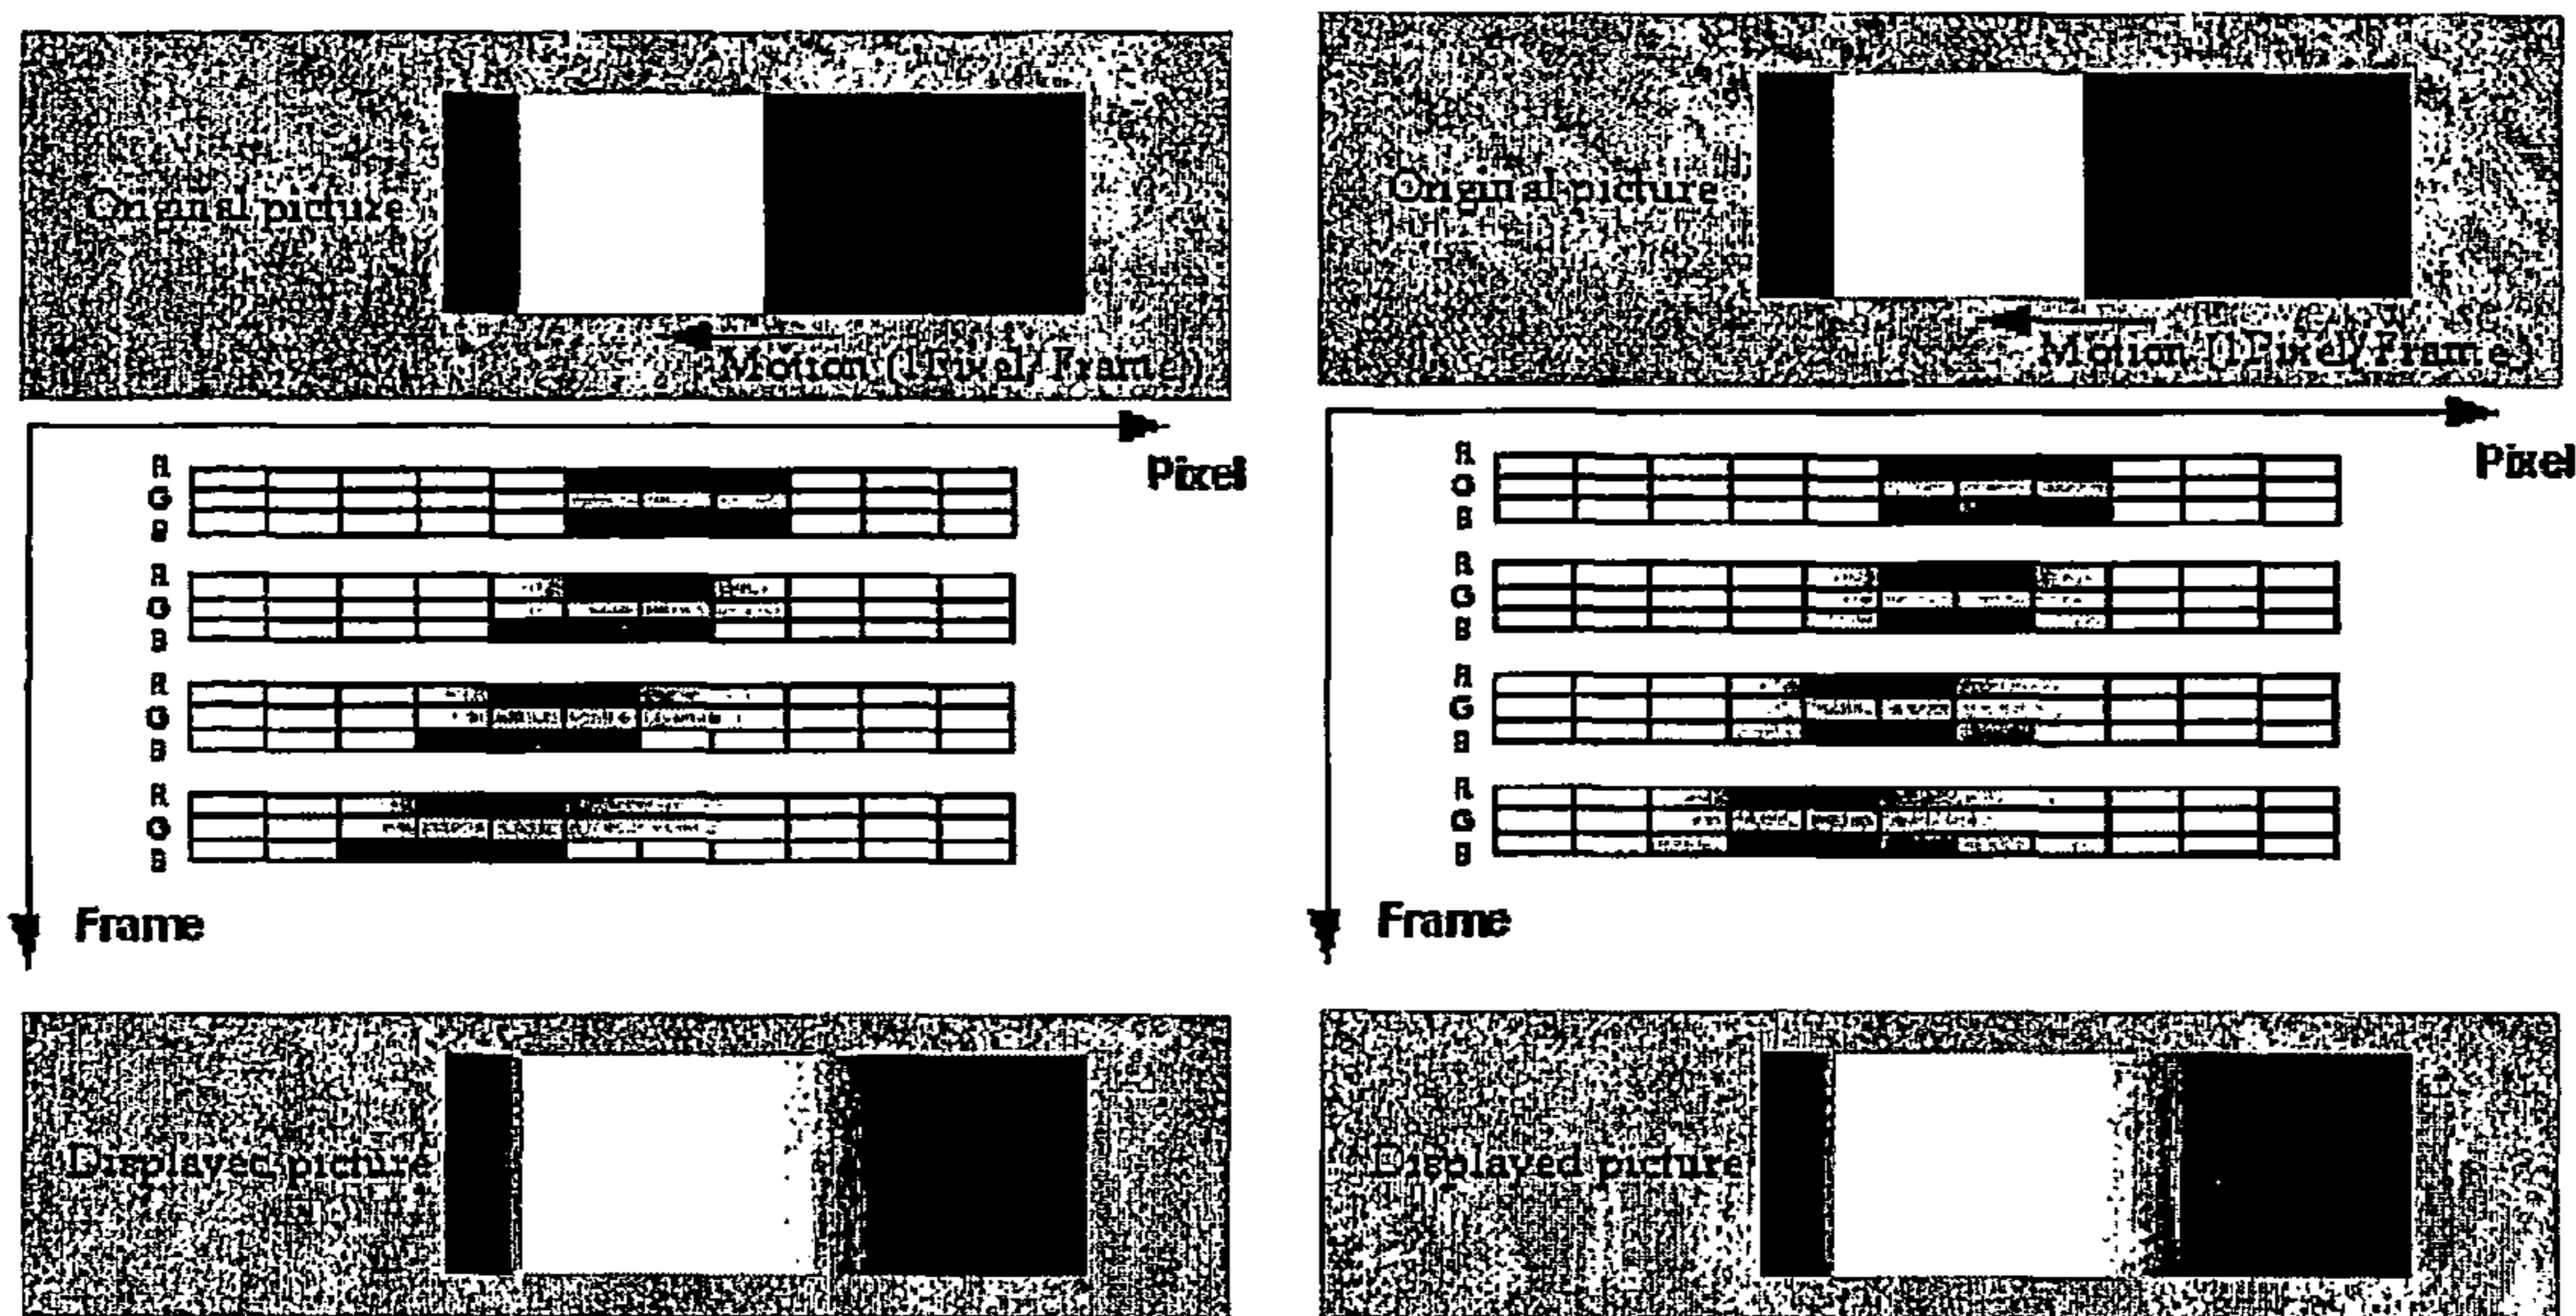 Original picture
Motion (1 Pixel/Frame)
Pixel
R
G
B
R
G
B
R
G
B
R
G
B
Frame
Displayed picture
Original picture
Motion (1 Pixel/Frame)
Pixel
R
G
B
R
G
B
R
G
B
R
G
B
Frame
Displayed picture